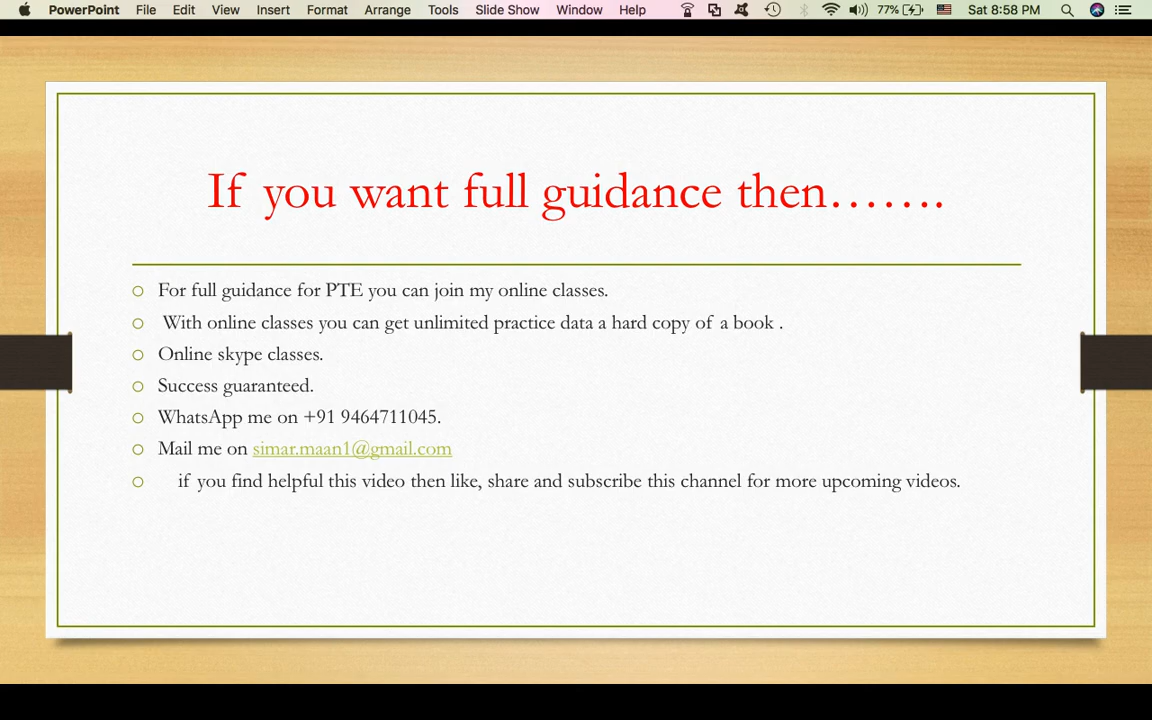 PowerPoint File Edit View Insert Format Arrange Tools Slide Show Window Help 77% Sat 8:58 PM
If you want full guidance then…….
For full guidance for PTE you can join my online classes.
With online classes you can get unlimited practice data a hard copy of a book .
Online skype classes.
Success guaranteed.
WhatsApp me on +91 9464711045.
Mail me on simar.maan1@gmail.com
if you find helpful this video then like, share and subscribe this channel for more upcoming videos.